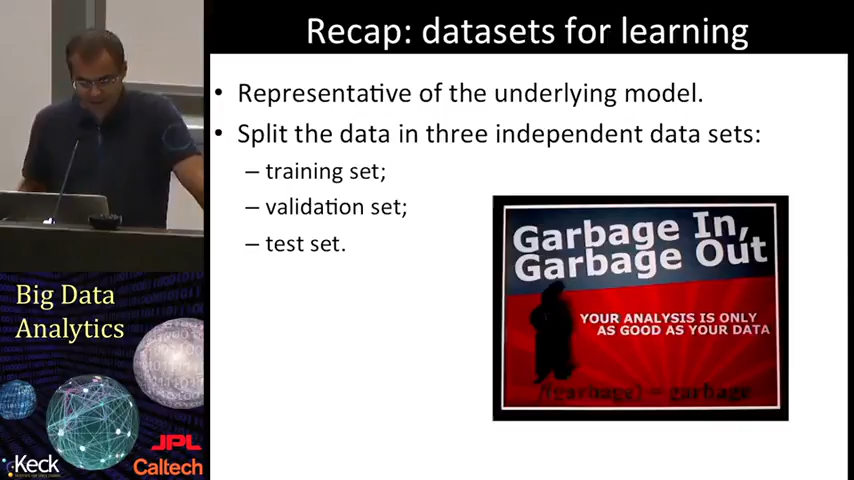 Recap: datasets for learning
• Representative of the underlying model.
• Split the data in three independent data sets:
– training set;
– validation set;
– test set.
Garbage In,
Garbage Out
YOUR ANALYSIS IS ONLY
AS GOOD AS YOUR DATA
f(garbage) = garbage
Big Data
Analytics
JPL
Keck
Caltech